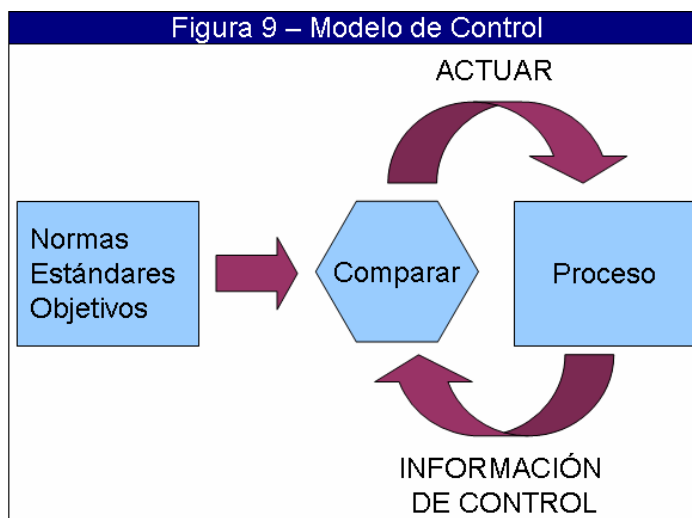 Figura 9 – Modelo de Control
ACTUAR
Normas
Estándares
Objetivos
Comparar
Proceso
INFORMACIÓN
DE CONTROL